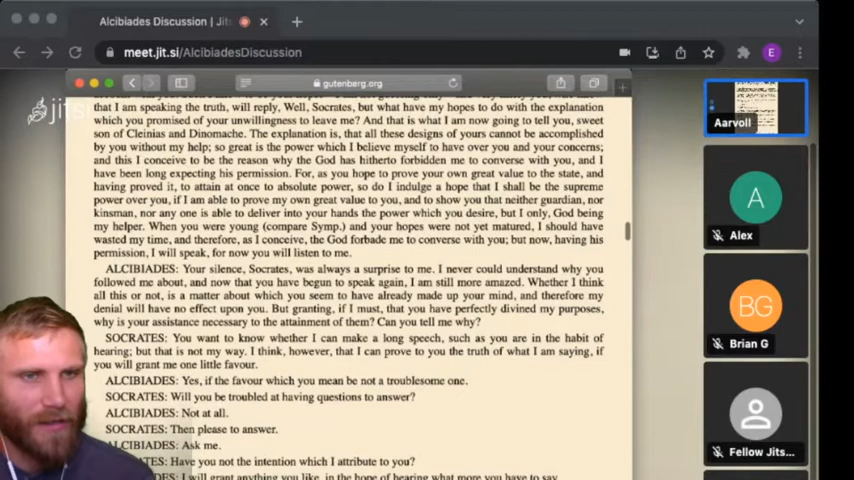 Alcibiades Discussion | Jits
meet.jit.si/AlcibiadesDiscussion
E
gutenberg.org
jits
that I am speaking the truth, will reply, Well, Socrates, but what have my hopes to do with the explanation
which you promised of your unwillingness to leave me? And that is what I am now going to tell you, sweet
son of Cleinias and Dinomache. The explanation is, that all these designs of yours cannot be accomplished
by you without my help; so great is the power which I believe myself to have over you and your concerns;
and this I conceive to be the reason why the God has hitherto forbidden me to converse with you, and I
have been long expecting his permission. For, as you hope to prove your own great value to the state, and
having proved it, to attain at once to absolute power, so do I indulge a hope that I shall be the supreme
power over you, if I am able to prove my own great value to you, and to show you that neither guardian, nor
kinsman, nor any one is able to deliver into your hands the power which you desire, but I only, God being
my helper. When you were young (compare Symp.) and your hopes were not yet matured, I should have
wasted my time, and therefore, as I conceive, the God forbade me to converse with you; but now, having his
permission, I will speak, for now you will listen to me.
ALCIBIADES: Your silence, Socrates, was always a surprise to me. I never could understand why you
followed me about, and now that you have begun to speak again, I am still more amazed. Whether I think
all this or not, is a matter about which you seem to have already made up your mind, and therefore my
denial will have no effect upon you. But granting, if I must, that you have perfectly divined my purposes,
why is your assistance necessary to the attainment of them? Can you tell me why?
SOCRATES: You want to know whether I can make a long speech, such as you are in the habit of
hearing; but that is not my way. I think, however, that I can prove to you the truth of what I am saying, if
you will grant me one little favour.
ALCIBIADES: Yes, if the favour which you mean be not a troublesome one.
SOCRATES: Will you be troubled at having questions to answer?
ALCIBIADES: Not at all.
SOCRATES: Then please to answer.
ALCIBIADES: Ask me.
SOCRATES: Have you not the intention which I attribute to you?
I will grant anything you like, in the hope of hearing what more you have to say.
Aarvoll
A
Alex
BG
Brian G
Fellow Jits...